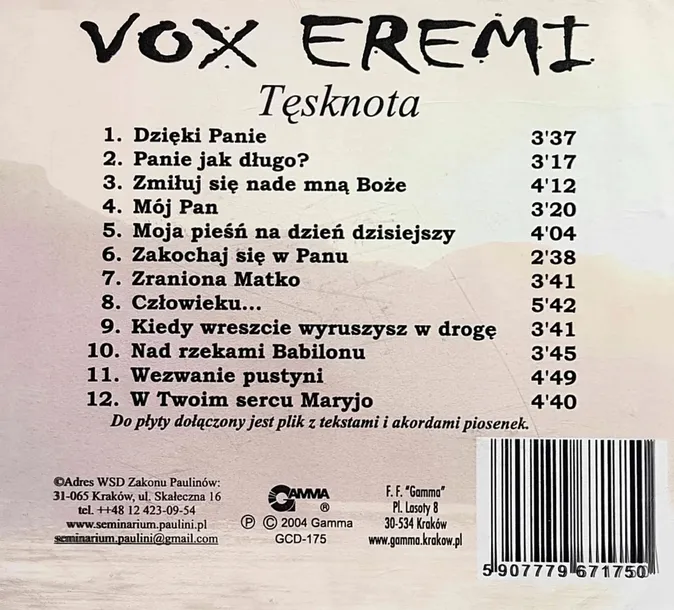 VOX EREMI
Tęsknota
1. Dzięki Panie 3'37
2. Panie jak długo? 3'17
3. Zmiłuj się nade mną Boże 4'12
4. Mój Pan 3'20
5. Moja pieśń na dzień dzisiejszy 4'04
6. Zakochaj się w Panu 2'38
7. Zraniona Matko 3'41
8. Człowieku... 5'42
9. Kiedy wreszcie wyruszysz w drogę 3'41
10. Nad rzekami Babilonu 3'45
11. Wezwanie pustyni 4'49
12. W Twoim sercu Maryjo 4'40
Do płyty dołączony jest plik z tekstami i akordami piosenek.
©Adres WSD Zakonu Paulinów:
31-065 Kraków, ul. Skałeczna 16
tel. ++48 12 423-09-54
www.seminarium.paulini.pl
seminarium.paulini@gmail.com
GAMMA ®
Ⓟ © 2004 Gamma
GCD-175
F. F. "Gamma"
Pl. Lasoty 8
30-534 Kraków
www.gamma.krakow.pl